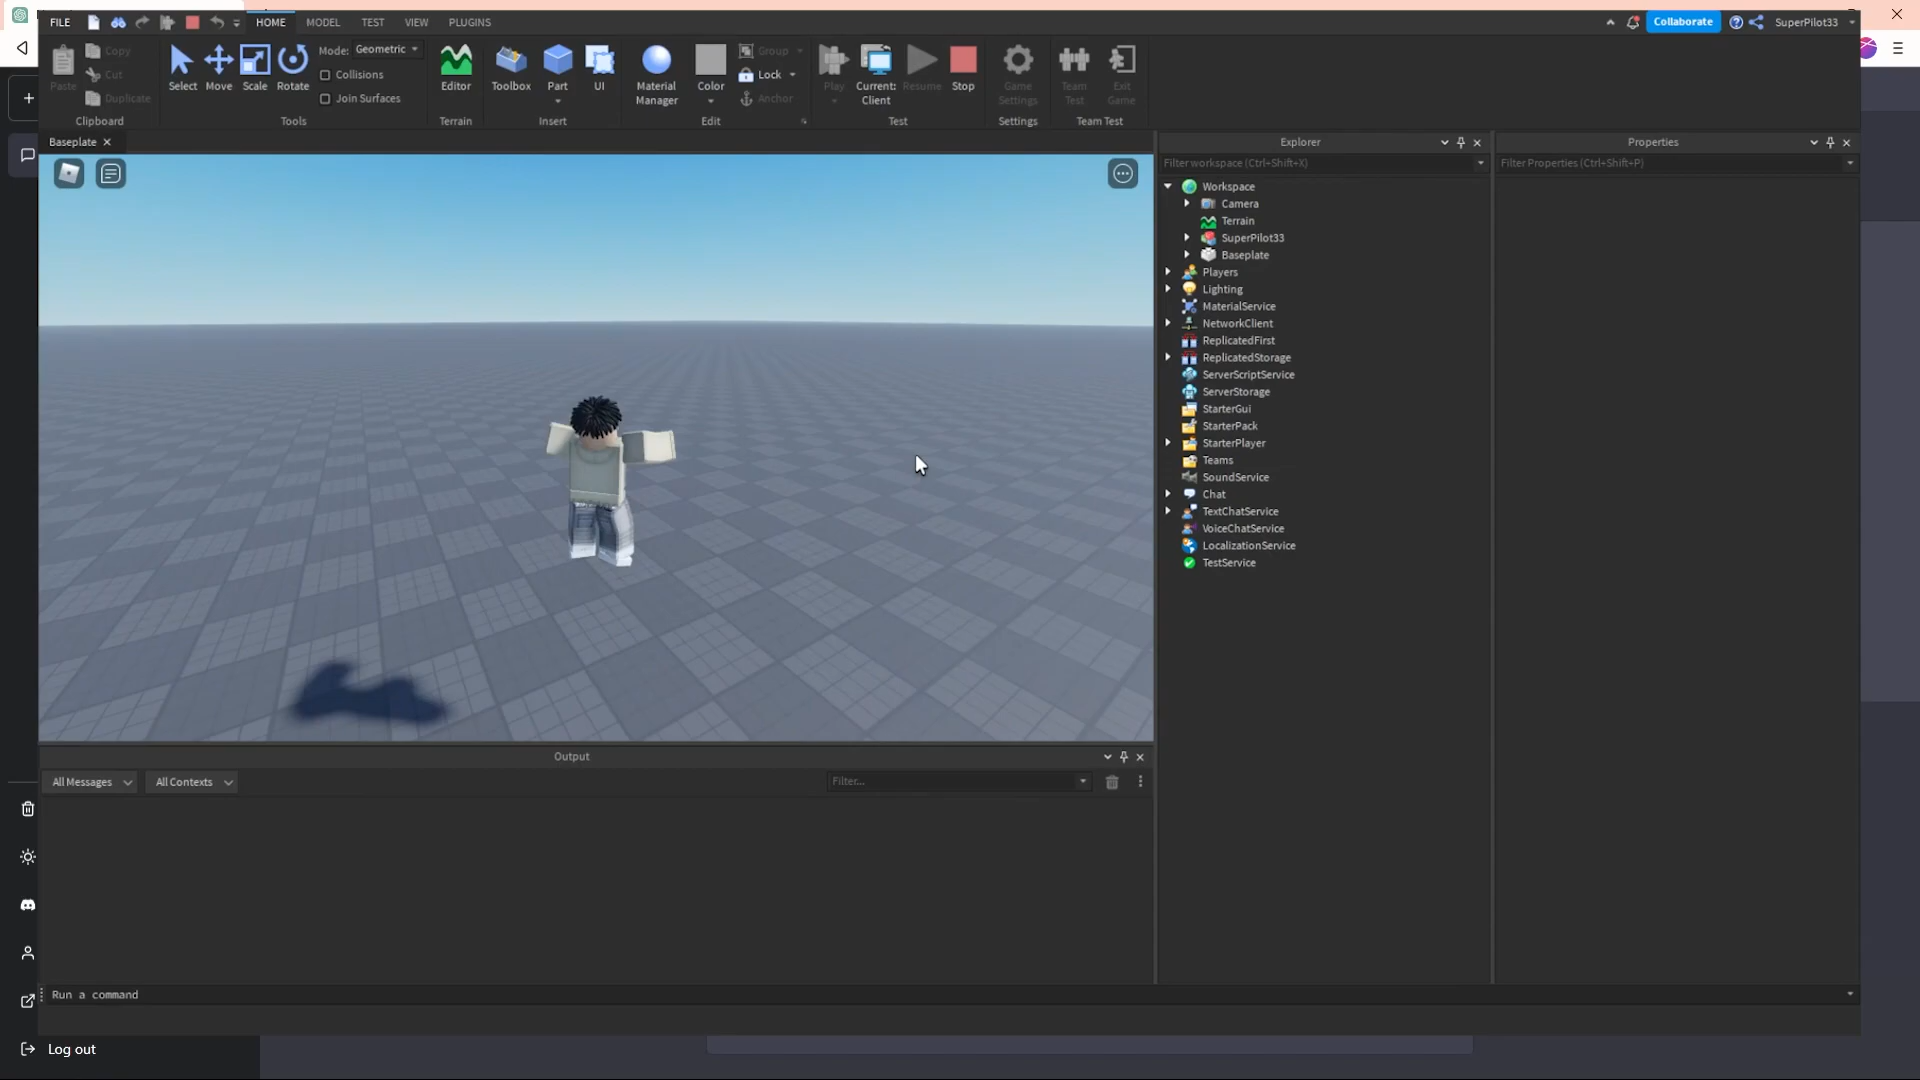 FILE
HOME
MODEL
TEST
VIEW
PLUGINS
Collaborate
SuperPilot33
Paste
Copy
Cut
Duplicate
Clipboard
Select
Move
Scale
Rotate
Mode: Geometric
Collisions
Join Surfaces
Tools
Editor
Terrain
Toolbox
Part
UI
Insert
Material
Manager
Color
Group
Lock
Anchor
Edit
Play
Current:
Client
Resume
Stop
Test
Game
Settings
Settings
Team
Test
Exit
Game
Team Test
Baseplate
Explorer
Filter workspace (Ctrl+Shift+X)
Workspace
Camera
Terrain
SuperPilot33
Baseplate
Players
Lighting
MaterialService
NetworkClient
ReplicatedFirst
ReplicatedStorage
ServerScriptService
ServerStorage
StarterGui
StarterPack
StarterPlayer
Teams
SoundService
Chat
TextChatService
VoiceChatService
LocalizationService
TestService
Properties
Filter Properties (Ctrl+Shift+P)
Output
All Messages
All Contexts
Filter...
Run a command
Log out